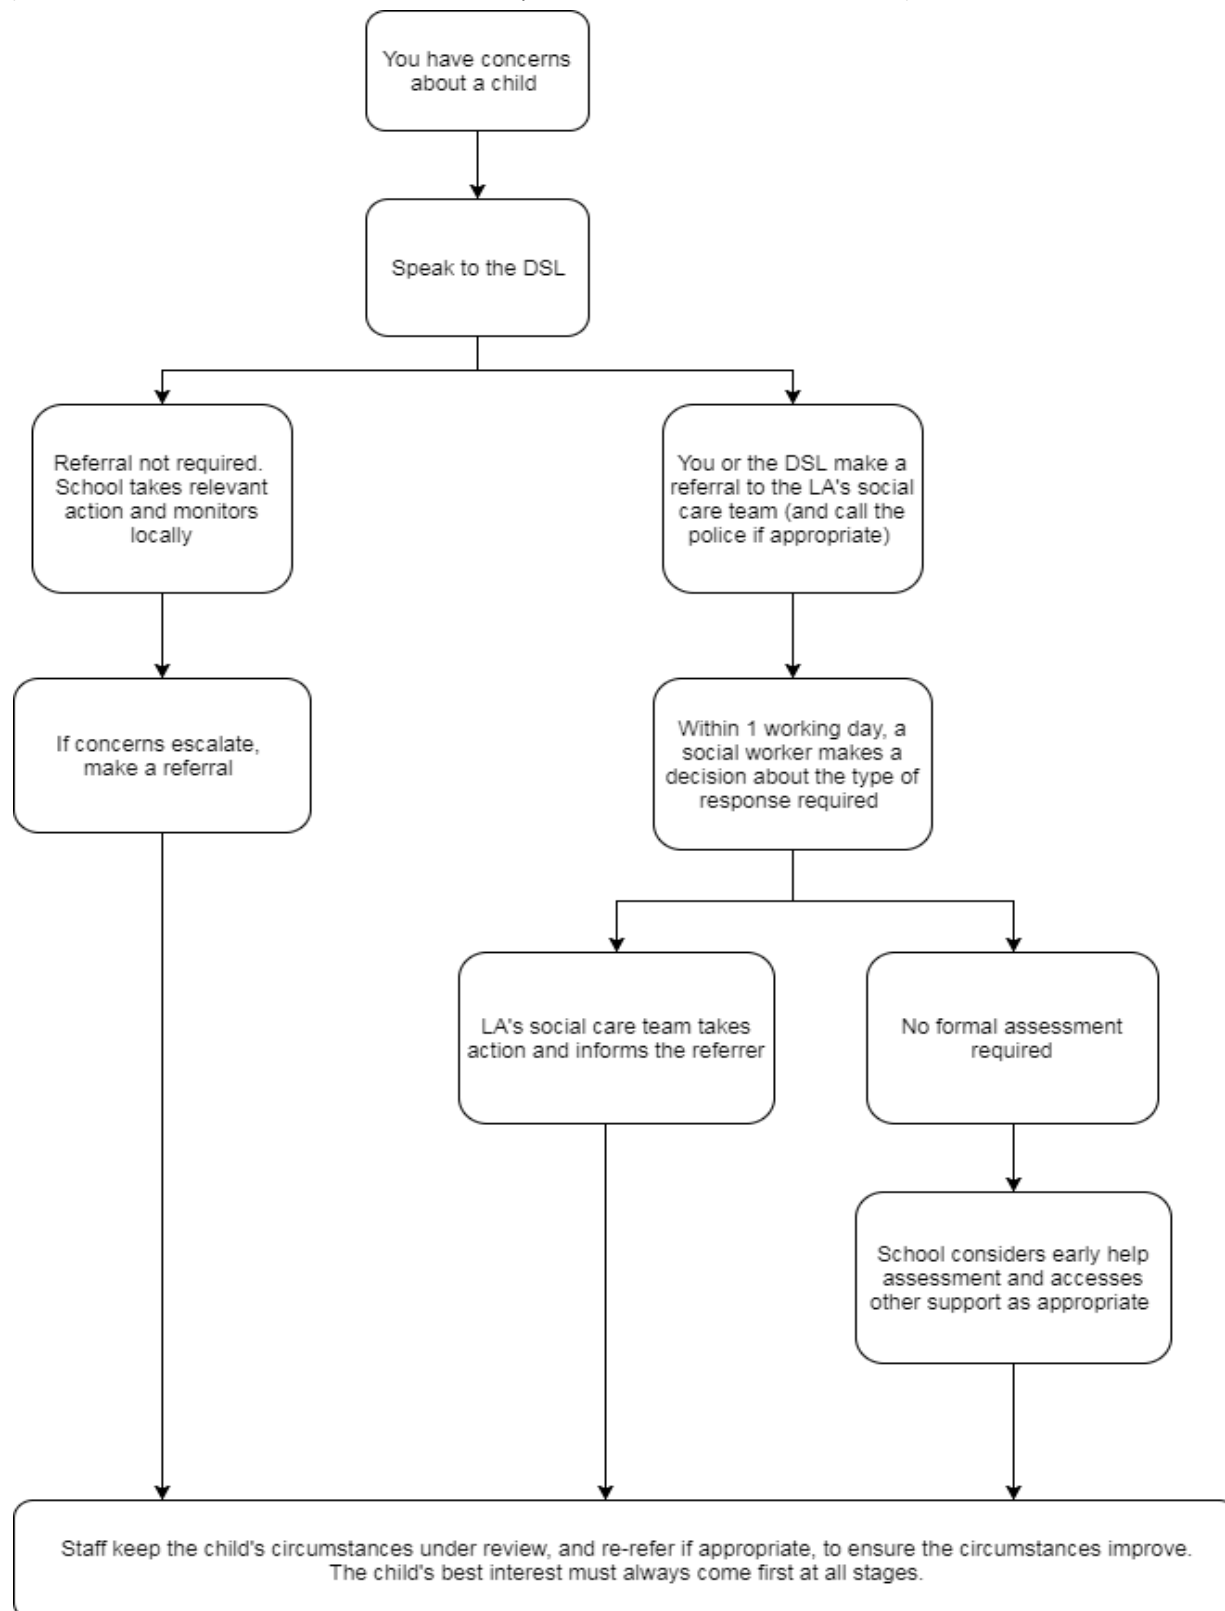 You have concerns
about a child
Speak to the DSL
Referral not required.
School takes relevant
action and monitors
locally
You or the DSL make a
referral to the LA's social
care team (and call the
police if appropriate)
If concerns escalate,
make a referral
Within 1 working day, a
social worker makes a
decision about the type of
response required
LA's social care team takes
action and informs the referrer
No formal assessment
required
School considers early help
assessment and accesses
other support as appropriate
Staff keep the child's circumstances under review, and re-refer if appropriate, to ensure the circumstances improve.
The child's best interest must always come first at all stages.